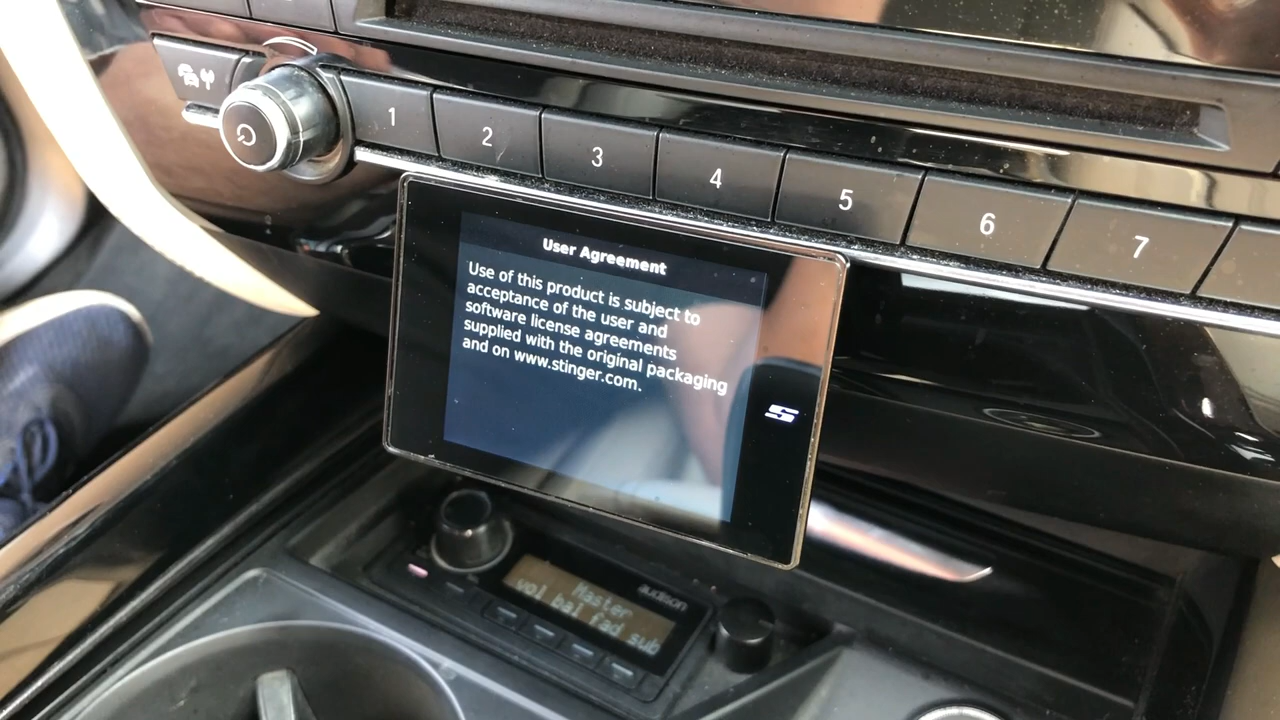 1
2
3
4
5
6
7
User Agreement
Use of this product is subject to
acceptance of the user and
software license agreements
supplied with the original packaging
and on www.stinger.com.
audison
Master
vol bal fad sub